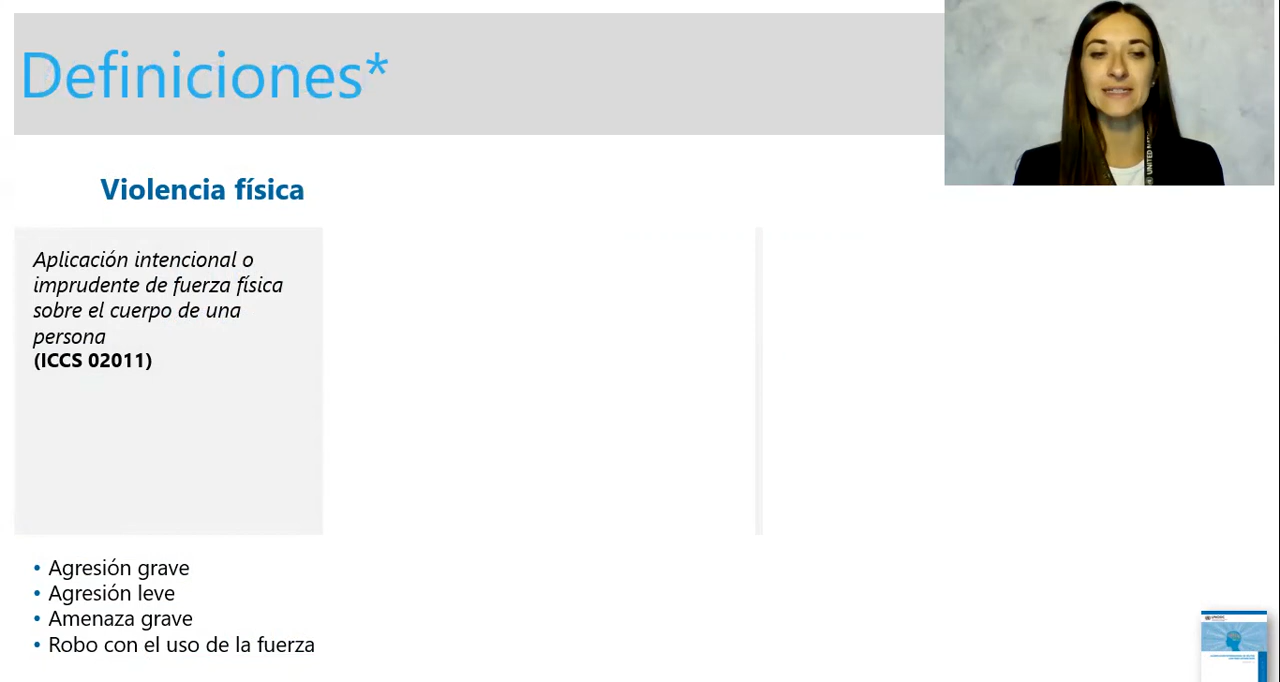 Definiciones*
Violencia física
Aplicación intencional o
imprudente de fuerza física
sobre el cuerpo de una
persona
(ICCS 02011)
• Agresión grave
• Agresión leve
• Amenaza grave
• Robo con el uso de la fuerza